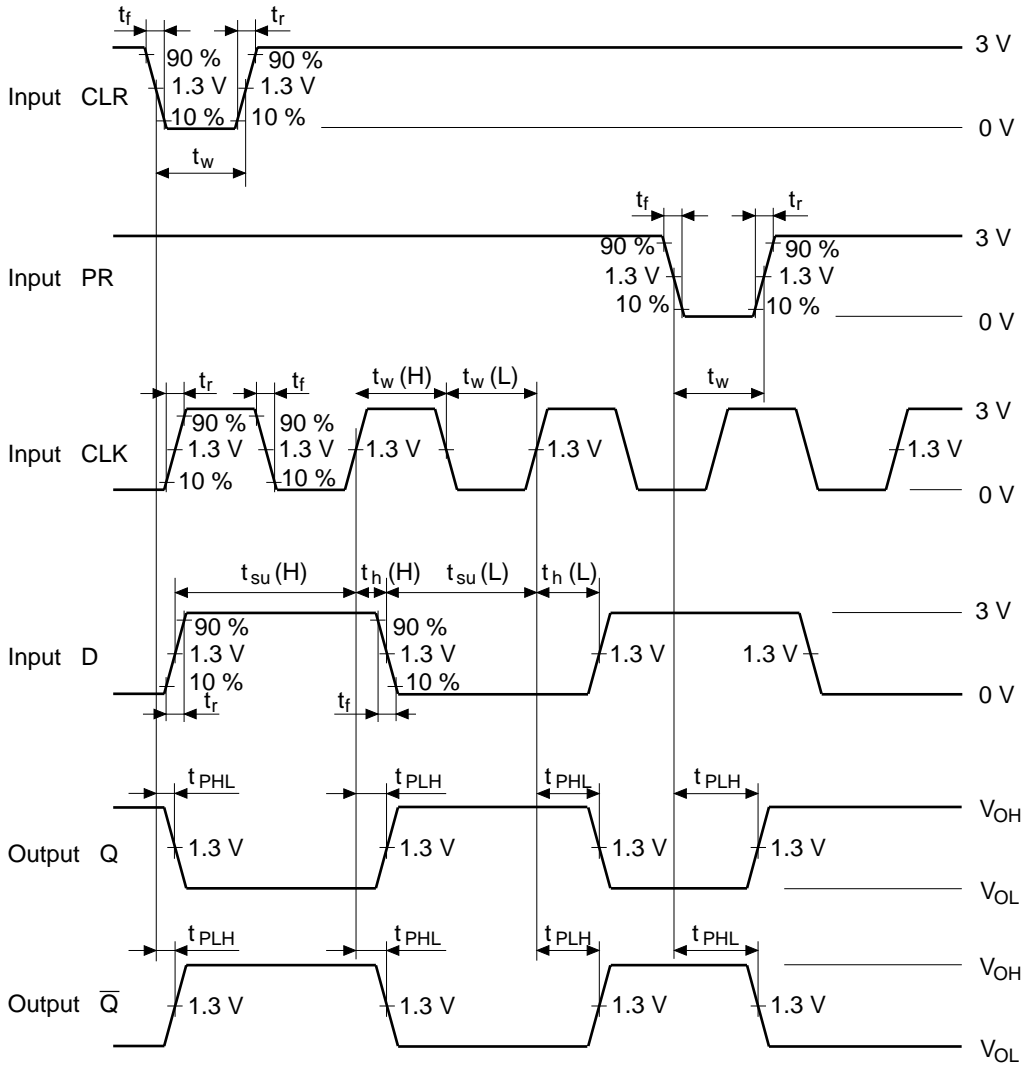 tf tr
3 V
90 % 90 %
Input CLR 1.3 V 1.3 V
10 % 10 %
0 V
tw
tf tr
3 V
90 % 90 %
Input PR 1.3 V 1.3 V
10 % 10 %
0 V
tr tf tw (H) tw (L) tw
3 V
90 % 90 %
Input CLK 1.3 V 1.3 V 1.3 V 1.3 V 1.3 V
10 % 10 %
0 V
tsu (H) th (H) tsu (L) th (L)
3 V
90 % 90 %
Input D 1.3 V 1.3 V 1.3 V 1.3 V
10 % 10 %
0 V
tr tf
tPHL tPLH tPHL tPLH
VOH
Output Q 1.3 V 1.3 V 1.3 V 1.3 V
VOL
tPLH tPHL tPLH tPHL
VOH
Output Q̅ 1.3 V 1.3 V 1.3 V 1.3 V
VOL